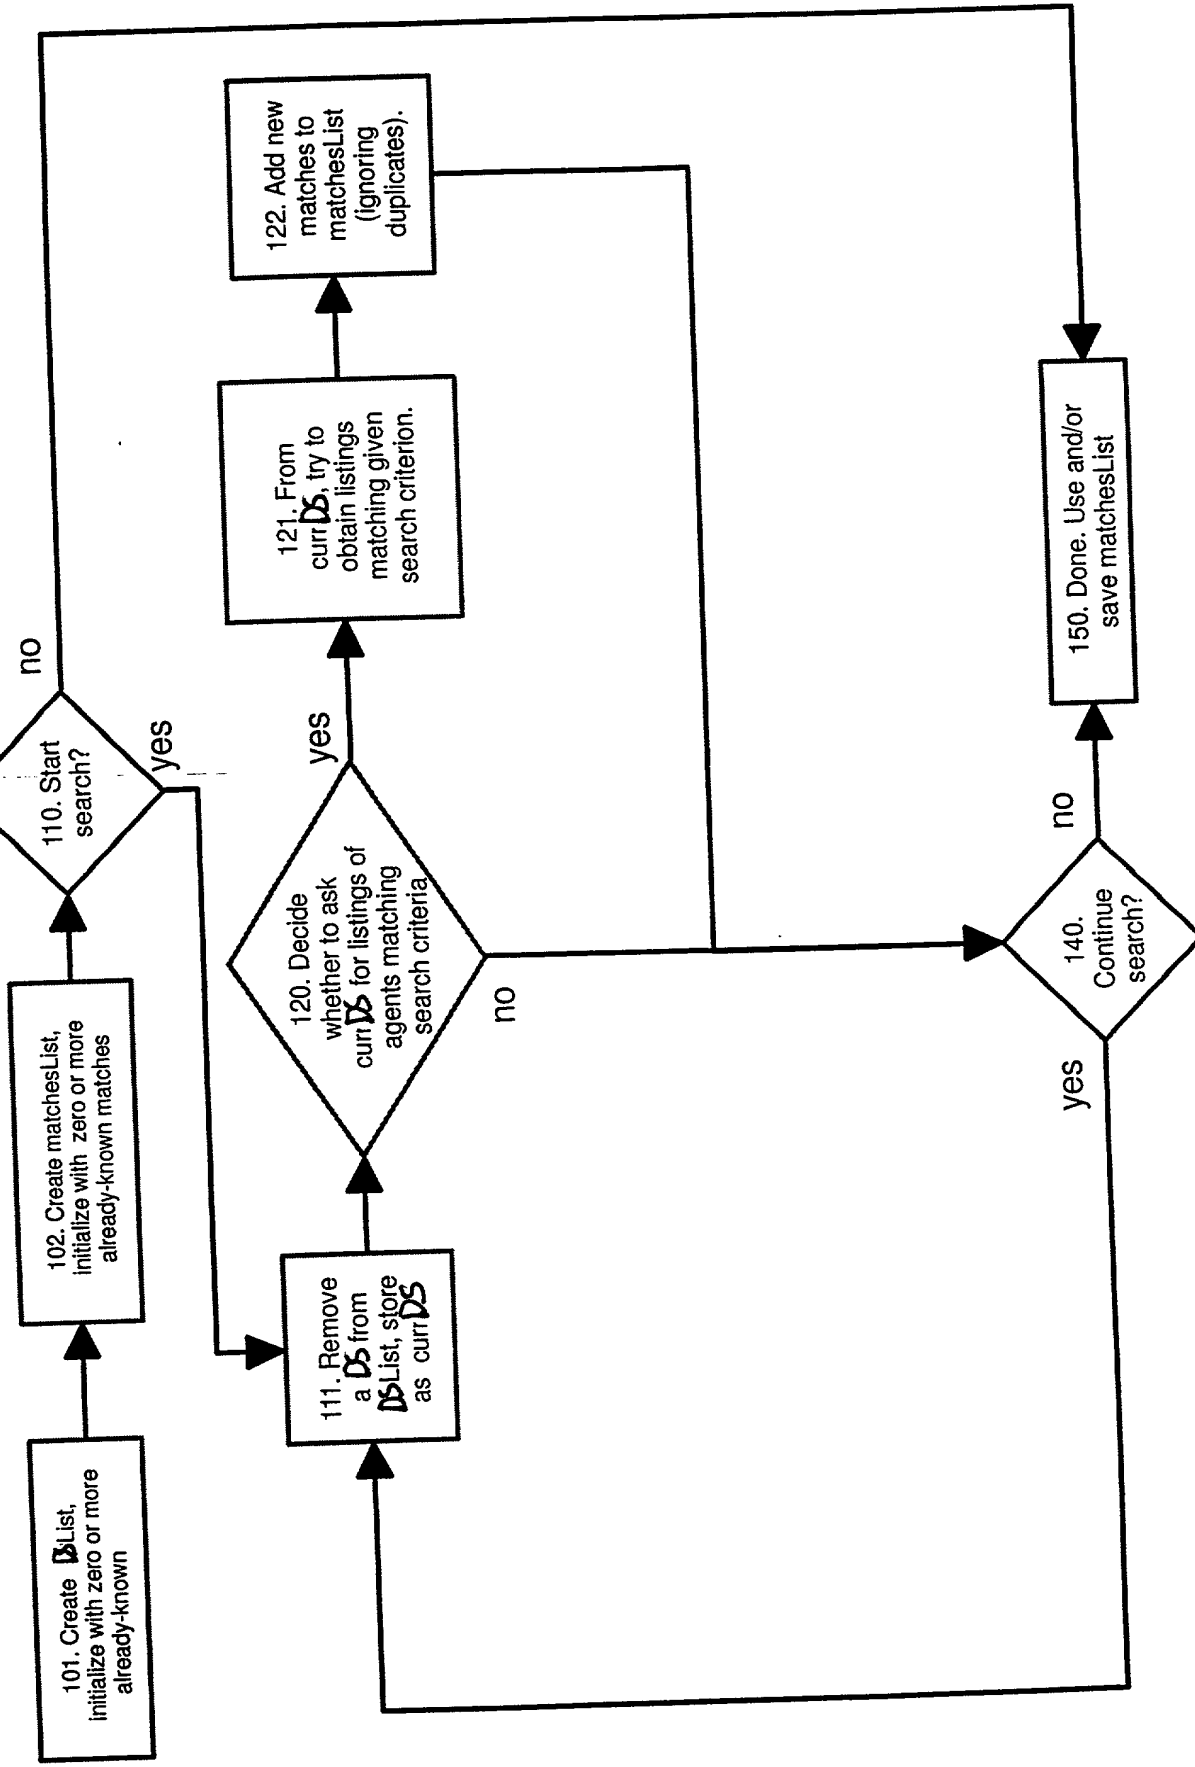 101. Create DSList,
initialize with zero or more
already-known
102. Create matchesList,
initialize with zero or more
already-known matches
110. Start
search?
no
yes
111. Remove
a DS from
DSList, store
as currDS
120. Decide
whether to ask
currDS for listings of
agents matching
search criteria
yes
no
121. From
currDS, try to
obtain listings
matching given
search criterion.
122. Add new
matches to
matchesList
(ignoring
duplicates).
140.
Continue
search?
yes
no
150. Done. Use and/or
save matchesList